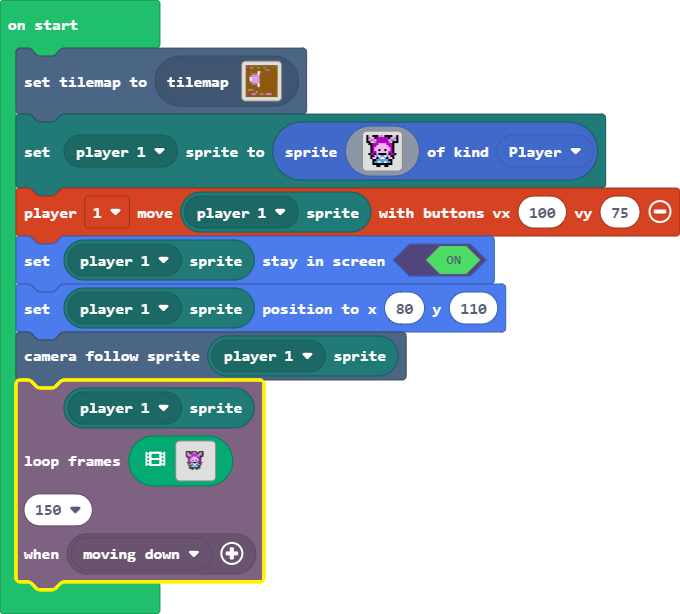 on start
set tilemap to tilemap
set player 1 sprite to sprite of kind Player
player 1 move player 1 sprite with buttons vx 100 vy 75
set player 1 sprite stay in screen ON
set player 1 sprite position to x 80 y 110
camera follow sprite player 1 sprite
player 1 sprite
loop frames
150
when moving down